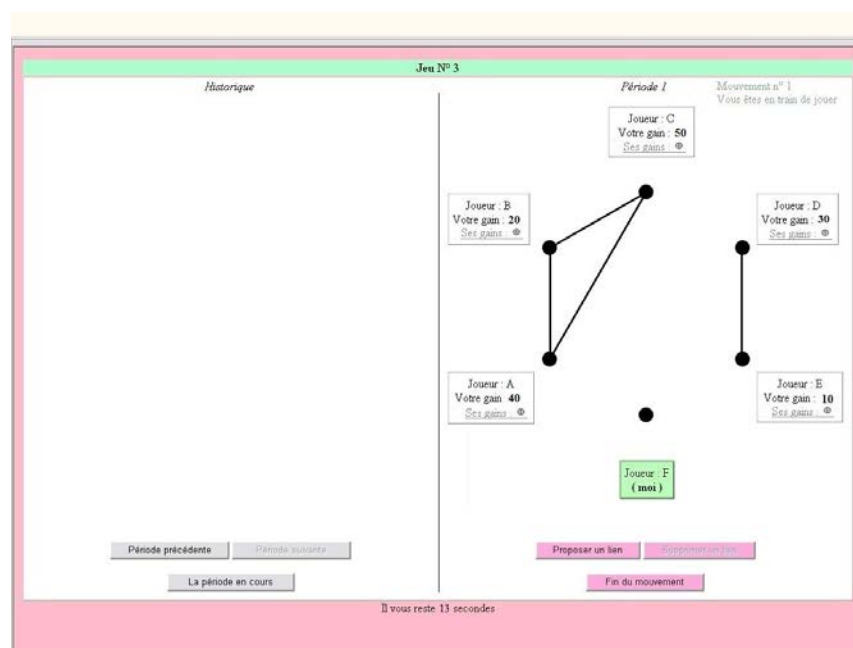 Jeu N° 3
Historique
Période 1
Mouvement n° 1
Vous êtes en train de jouer
Joueur : C
Votre gain : 50
Ses gains :
Joueur : B
Votre gain : 20
Ses gains :
Joueur : D
Votre gain : 30
Ses gains :
Joueur : A
Votre gain 40
Ses gains :
Joueur : E
Votre gain : 10
Ses gains :
Joueur : F
( moi )
Période précédente
Période suivante
Proposer un lien
Supprimer un lien
La période en cours
Fin du mouvement
Il vous reste 13 secondes